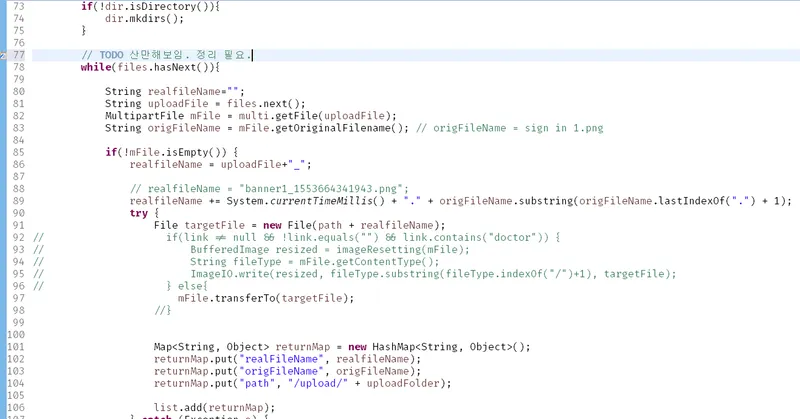 73 if(!dir.isDirectory()){
74 dir.mkdirs();
75 }
76
77 // TODO 산만해보임. 정리 필요.
78 while(files.hasNext()){
79
80 String realfileName="";
81 String uploadFile = files.next();
82 MultipartFile mFile = multi.getFile(uploadFile);
83 String origFileName = mFile.getOriginalFilename(); // origFileName = sign in 1.png
84
85 if(!mFile.isEmpty()) {
86 realfileName = uploadFile+"_";
87
88 // realfileName = "banner1_1553664341943.png";
89 realfileName += System.currentTimeMillis() + "." + origFileName.substring(origFileName.lastIndexOf(".") + 1);
90 try {
91 File targetFile = new File(path + realfileName);
92 // if(link ≠ null && !link.equals("") && link.contains("doctor")) {
93 // BufferedImage resized = imageResetting(mFile);
94 // String fileType = mFile.getContentType();
95 // ImageIO.write(resized, fileType.substring(fileType.indexOf("/")+1), targetFile);
96 // } else{
97 mFile.transferTo(targetFile);
98 //}
99
100
101 Map<String, Object> returnMap = new HashMap<String, Object>();
102 returnMap.put("realFileName", realfileName);
103 returnMap.put("origFileName", origFileName);
104 returnMap.put("path", "/upload/" + uploadFolder);
105
106 list.add(returnMap);
107 } catch (Exception e) {